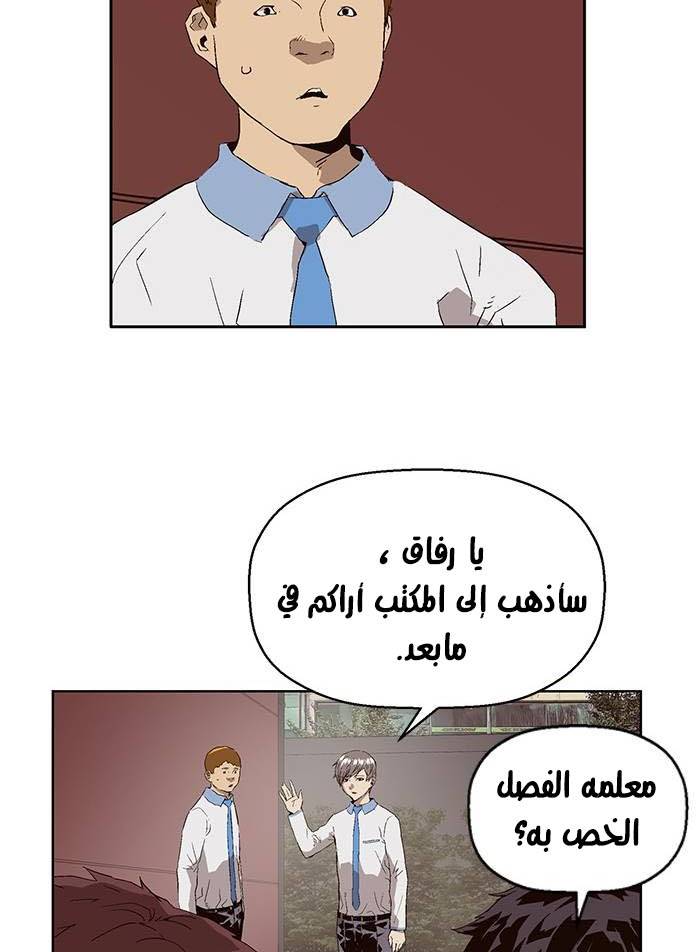 يا رفاق ،
سأذهب إلى المكتب أراكم في
مابعد.
معلمه الفصل
الخص به؟